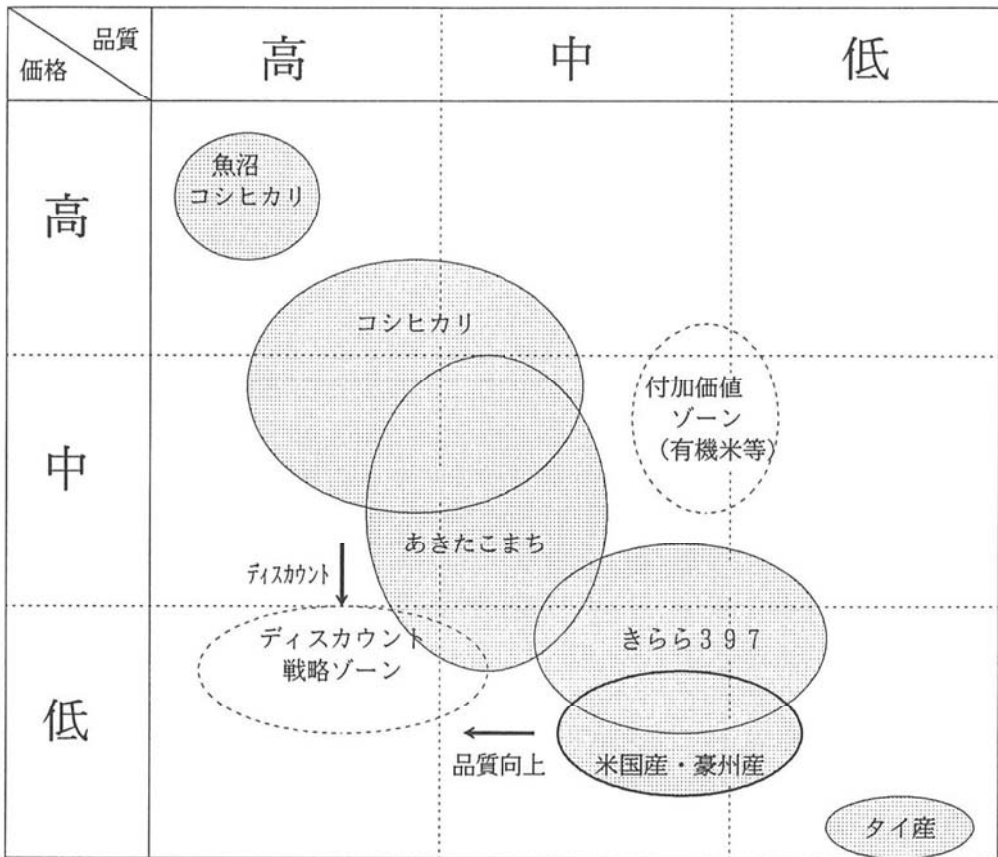 品質
価格
高
中
低
高
魚沼
コシヒカリ
コシヒカリ
中
付加価値
ゾーン
（有機米等）
あきたこまち
ディスカウント
低
ディスカウント
戦略ゾーン
きらら３９７
品質向上
米国産・豪州産
タイ産